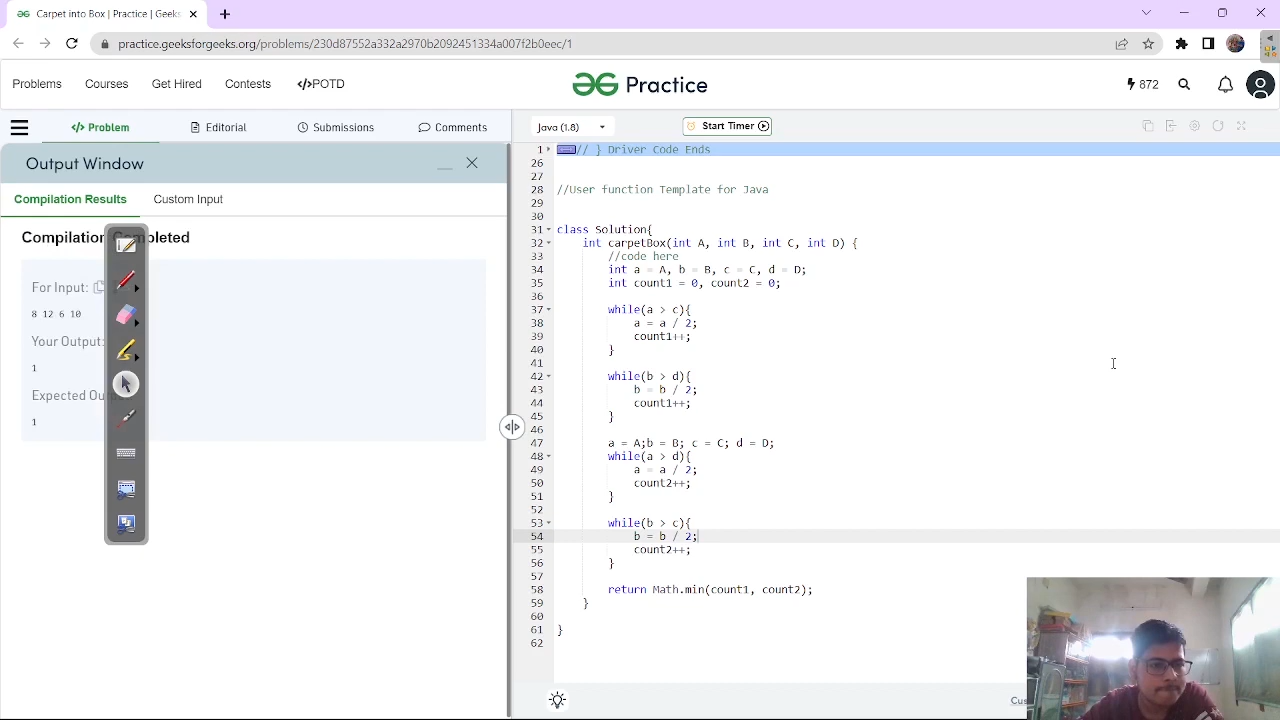 Carpet into Box | Practice | Geeks
practice.geeksforgeeks.org/problems/230d87552a332a2970b2092451334a007f2b0eec/1
Problems Courses Get Hired Contests </>POTD Practice 872
</> Problem Editorial Submissions Comments Java (1.8) Start Timer
Output Window
Compilation Results Custom Input
Compilation Completed
For Input:
8 12 6 10
Your Output:
1
Expected Ou
1
1 // } Driver Code Ends
26
27
28 //User function Template for Java
29
30
31 class Solution{
32 int carpetBox(int A, int B, int C, int D) {
33 //code here
34 int a = A, b = B, c = C, d = D;
35 int count1 = 0, count2 = 0;
36
37 while(a > c){
38 a = a / 2;
39 count1++;
40 }
41
42 while(b > d){
43 b = b / 2;
44 count1++;
45 }
46
47 a = A;b = B; c = C; d = D;
48 while(a > d){
49 a = a / 2;
50 count2++;
51 }
52
53 while(b > c){
54 b = b / 2;
55 count2++;
56 }
57
58 return Math.min(count1, count2);
59 }
60
61 }
62
Cus